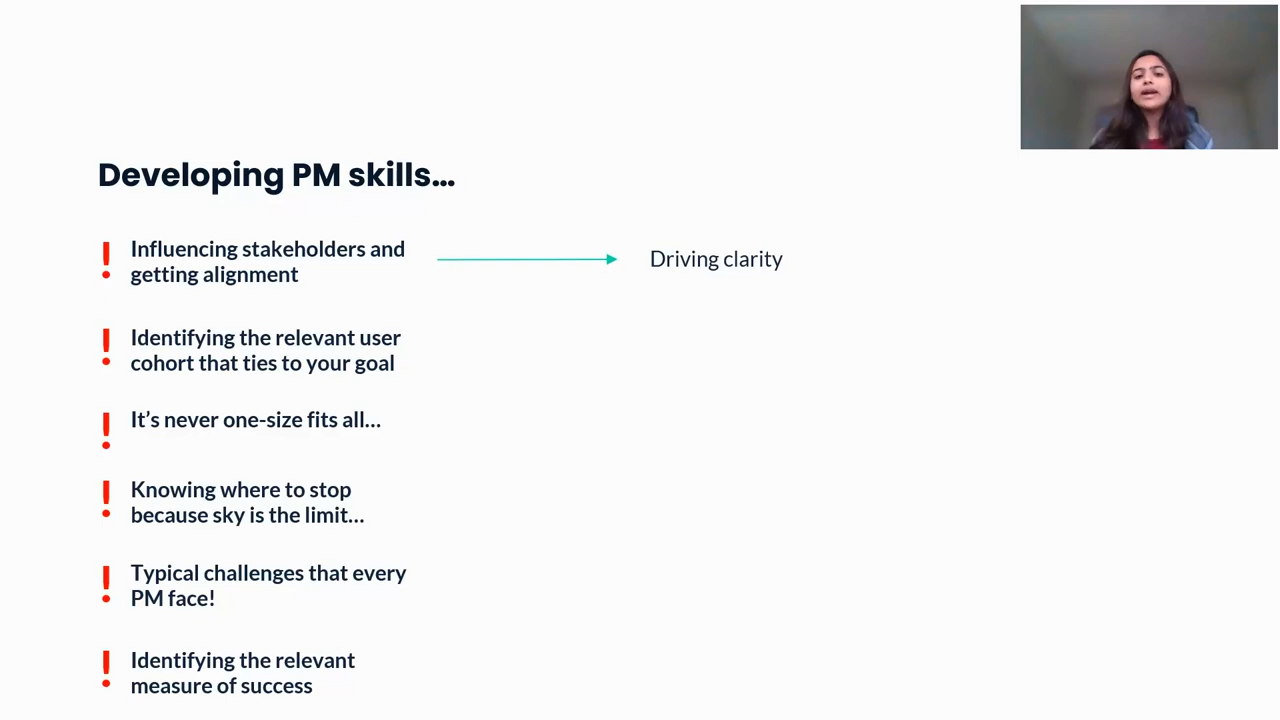 Developing PM skills...
Influencing stakeholders and
getting alignment
Driving clarity
Identifying the relevant user
cohort that ties to your goal
It’s never one-size fits all...
Knowing where to stop
because sky is the limit...
Typical challenges that every
PM face!
Identifying the relevant
measure of success